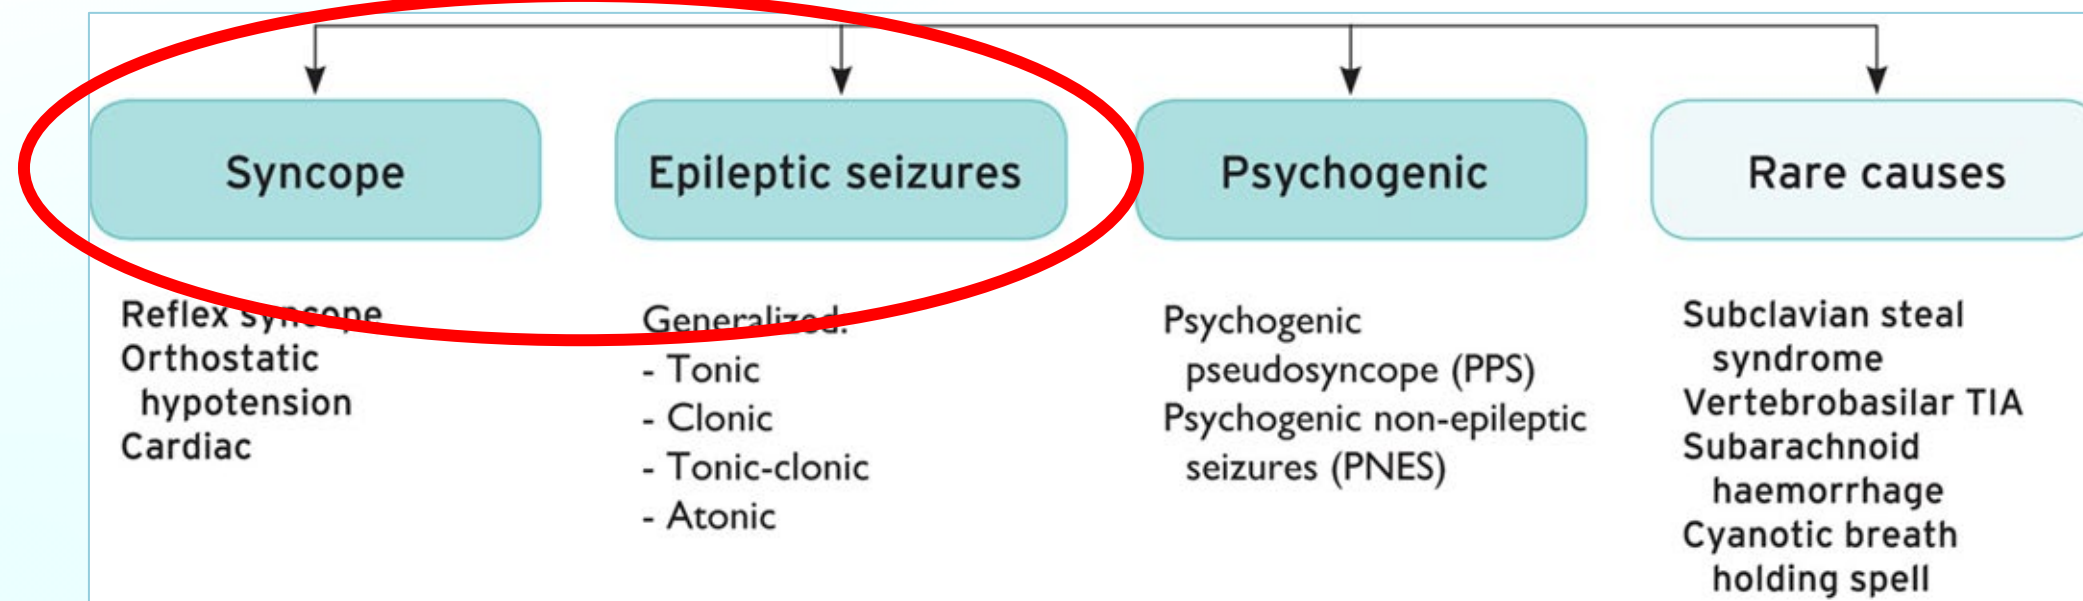 Syncope
Epileptic seizures
Psychogenic
Rare causes
Reflex syncope
Orthostatic
hypotension
Cardiac
Generalized:
- Tonic
- Clonic
- Tonic-clonic
- Atonic
Psychogenic
pseudosyncope (PPS)
Psychogenic non-epileptic
seizures (PNES)
Subclavian steal
syndrome
Vertebrobasilar TIA
Subarachnoid
haemorrhage
Cyanotic breath
holding spell